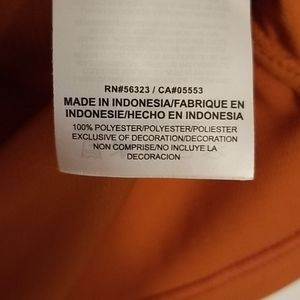 RN#56323 / CA#05553
MADE IN INDONESIA/FABRIQUE EN
INDONESIE/HECHO EN INDONESIA
100% POLYESTER/POLYESTER/POLIESTER
EXCLUSIVE OF DECORATION/DECORATION
NON COMPRISE/NO INCLUYE LA
DECORACION